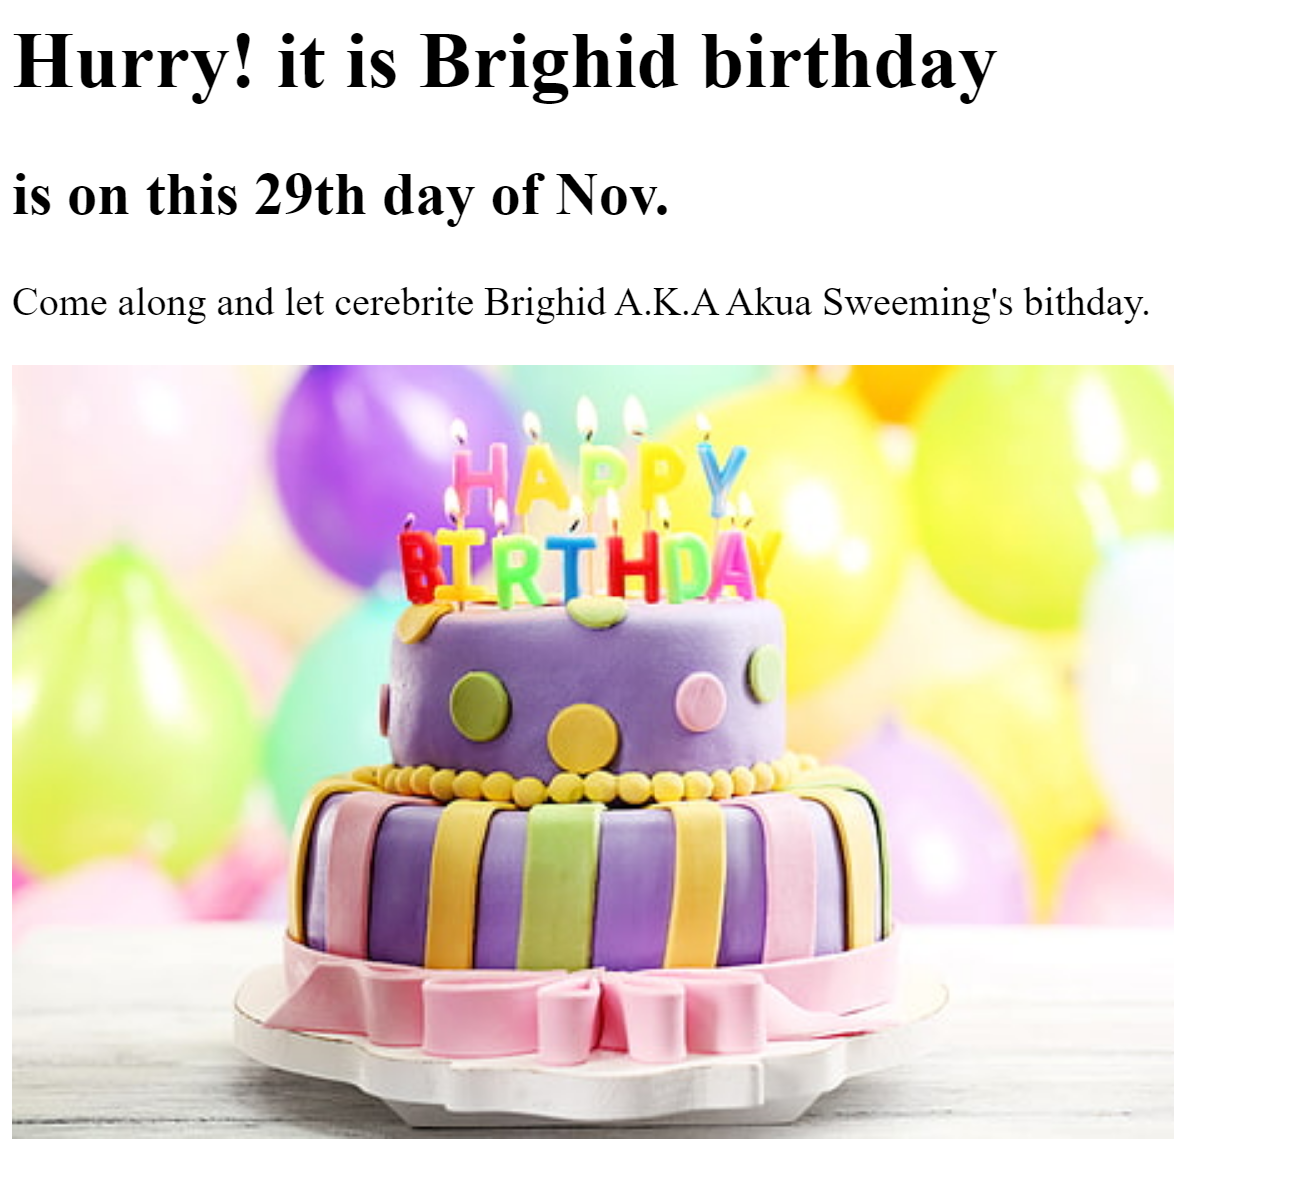 Hurry! it is Brighid birthday
is on this 29th day of Nov.
Come along and let cerebrite Brighid A.K.A Akua Sweeming's bithday.
HAPPY
BIRTHDAY